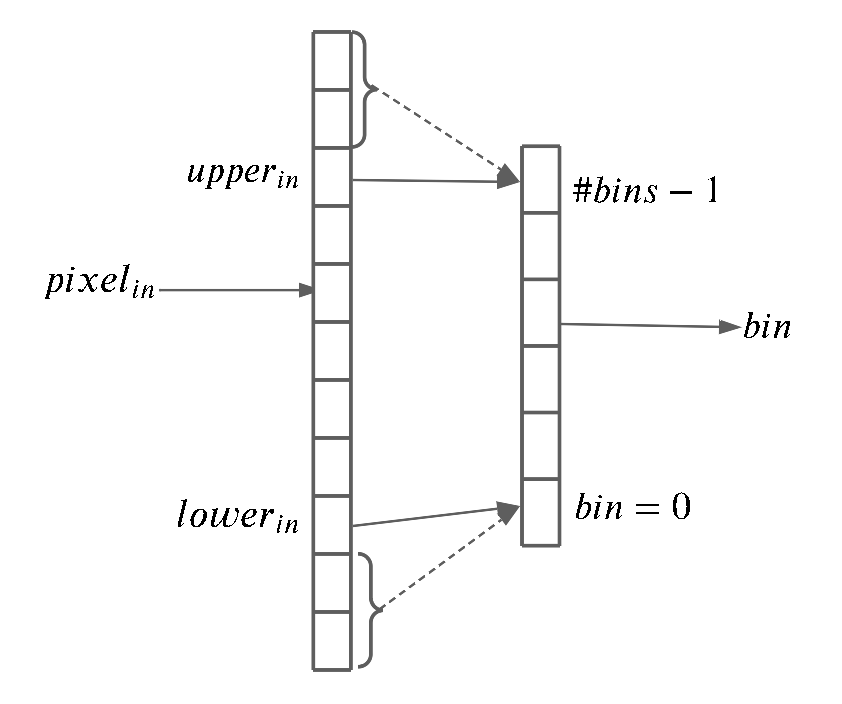 upper_in
#bins − 1
pixel_in
bin
lower_in
bin = 0